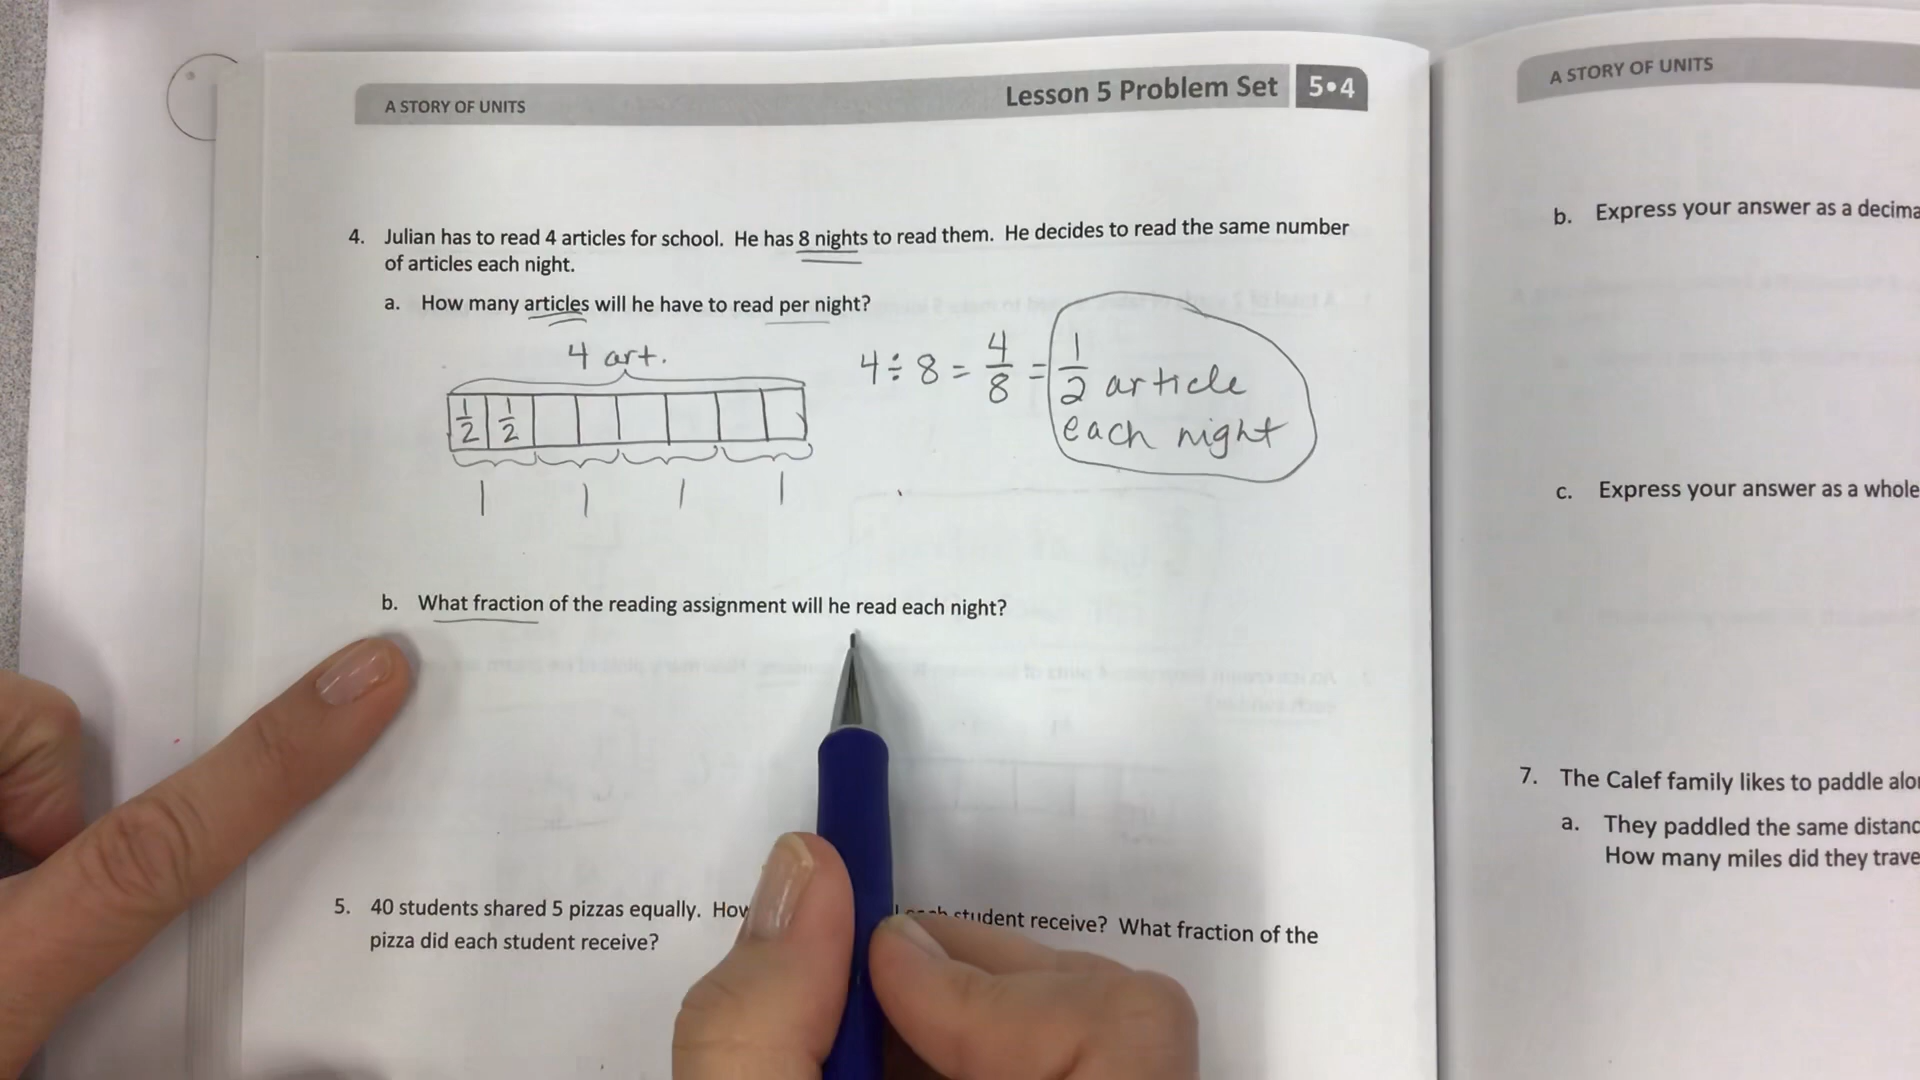 A STORY OF UNITS
Lesson 5 Problem Set 5•4
4. Julian has to read 4 articles for school. He has 8 nights to read them. He decides to read the same number
of articles each night.
a. How many articles will he have to read per night?
4 art.
1/2 1/2
1 1 1 1
4 ÷ 8 = 4/8 = 1/2 article
each night
b. What fraction of the reading assignment will he read each night?
5. 40 students shared 5 pizzas equally. student receive? What fraction of the
pizza did each student receive?
A STORY OF UNITS
b. Express your answer as a
c. Express your answer as a whole
7. The Calef family likes to paddle
a. They paddled the same
How many miles did they